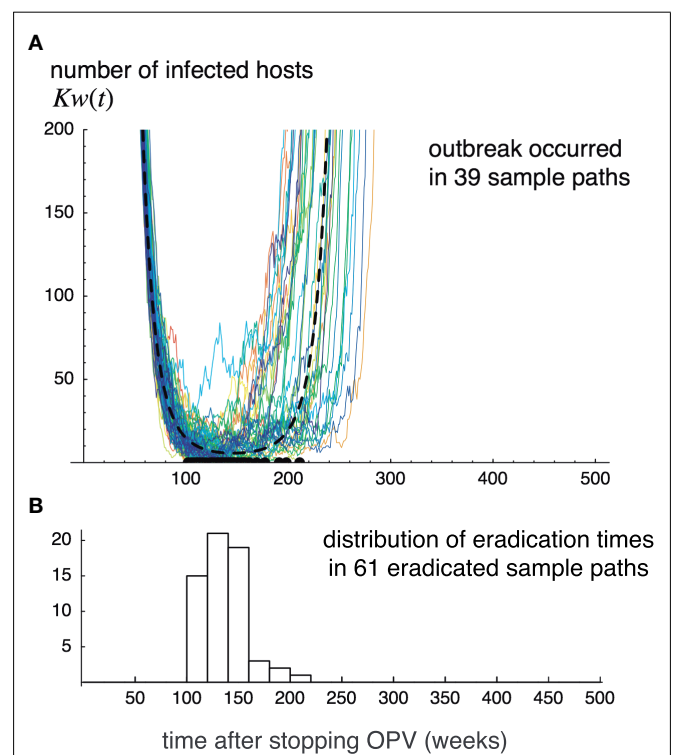 A
number of infected hosts
Kw(t)
200
outbreak occurred
in 39 sample paths
150
100
50
100 200 300 400 500
B
20
distribution of eradication times
in 61 eradicated sample paths
15
10
5
50 100 150 200 250 300 350 400 450 500
time after stopping OPV (weeks)